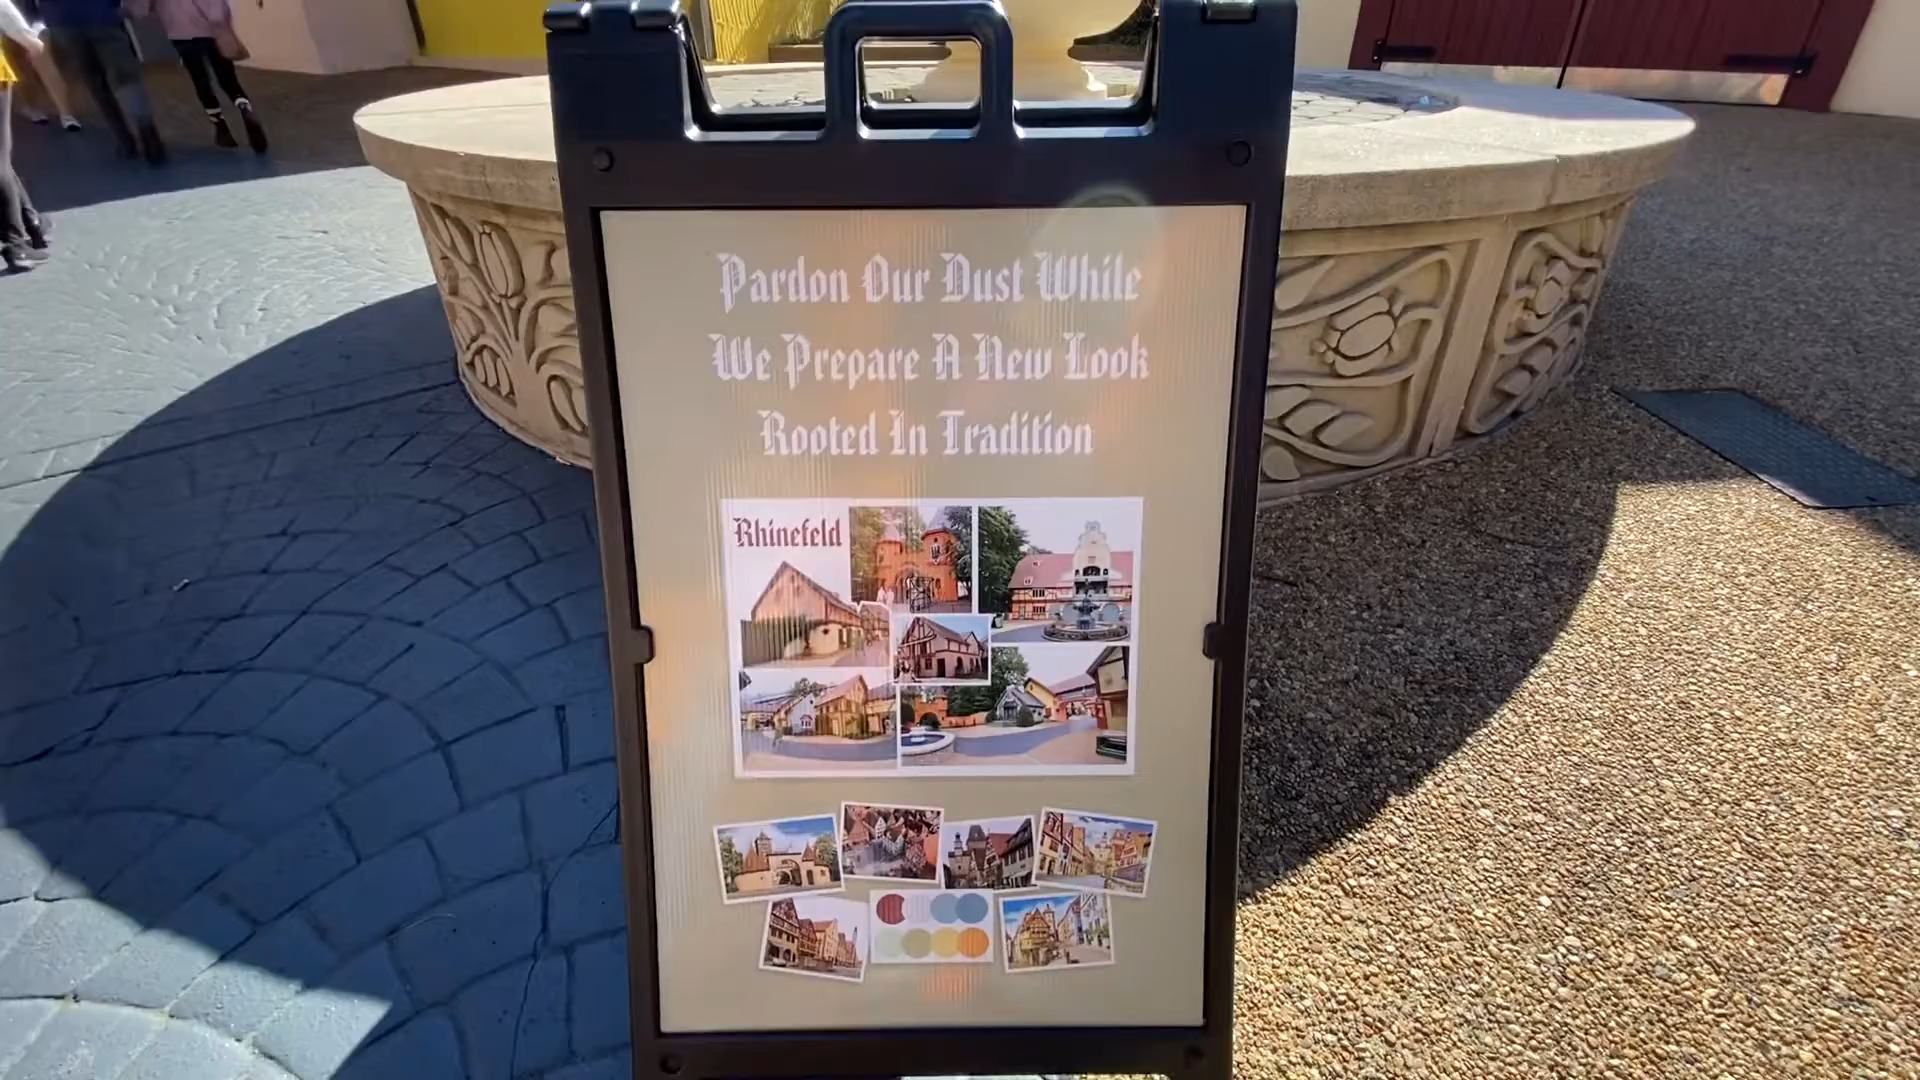 Pardon Our Dust While
We Prepare A New Look
Rooted In Tradition
Rhinefeld